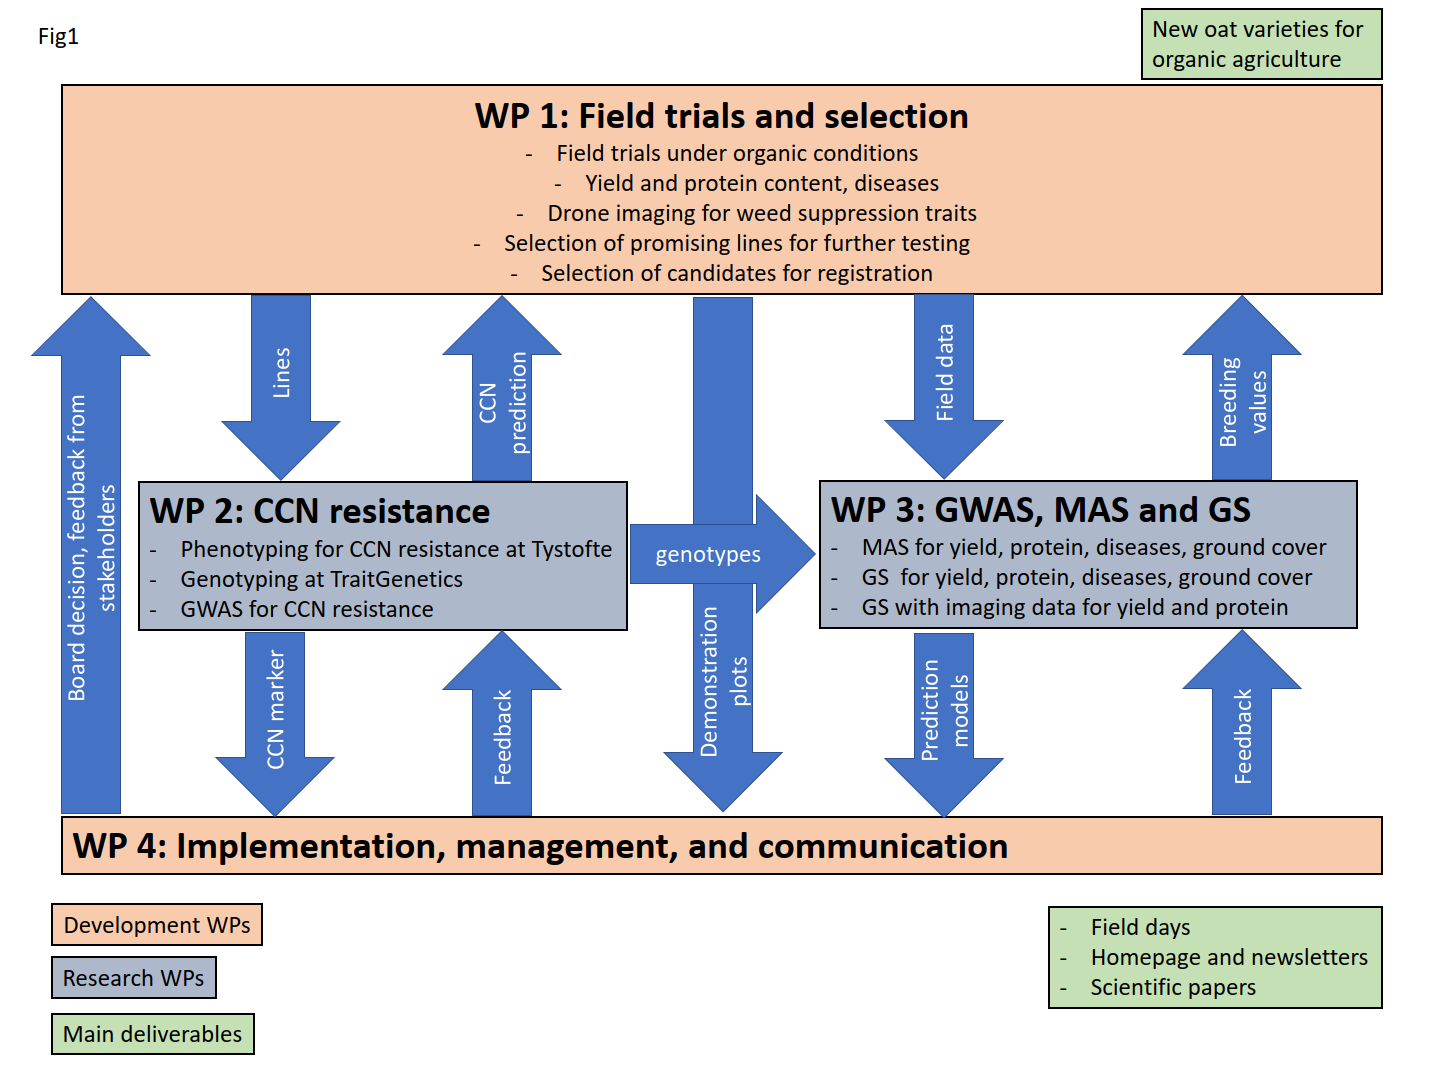 Fig1
New oat varieties for
organic agriculture
WP 1: Field trials and selection
- Field trials under organic conditions
- Yield and protein content, diseases
- Drone imaging for weed suppression traits
- Selection of promising lines for further testing
- Selection of candidates for registration
Board decision, feedback from
stakeholders
Lines
CCN
prediction
Field data
Breeding
values
WP 2: CCN resistance
- Phenotyping for CCN resistance at Tystofte
- Genotyping at TraitGenetics
- GWAS for CCN resistance
genotypes
WP 3: GWAS, MAS and GS
- MAS for yield, protein, diseases, ground cover
- GS  for yield, protein, diseases, ground cover
- GS with imaging data for yield and protein
CCN marker
Feedback
Demonstration
plots
Prediction
models
Feedback
WP 4: Implementation, management, and communication
Development WPs
Research WPs
Main deliverables
- Field days
- Homepage and newsletters
- Scientific papers